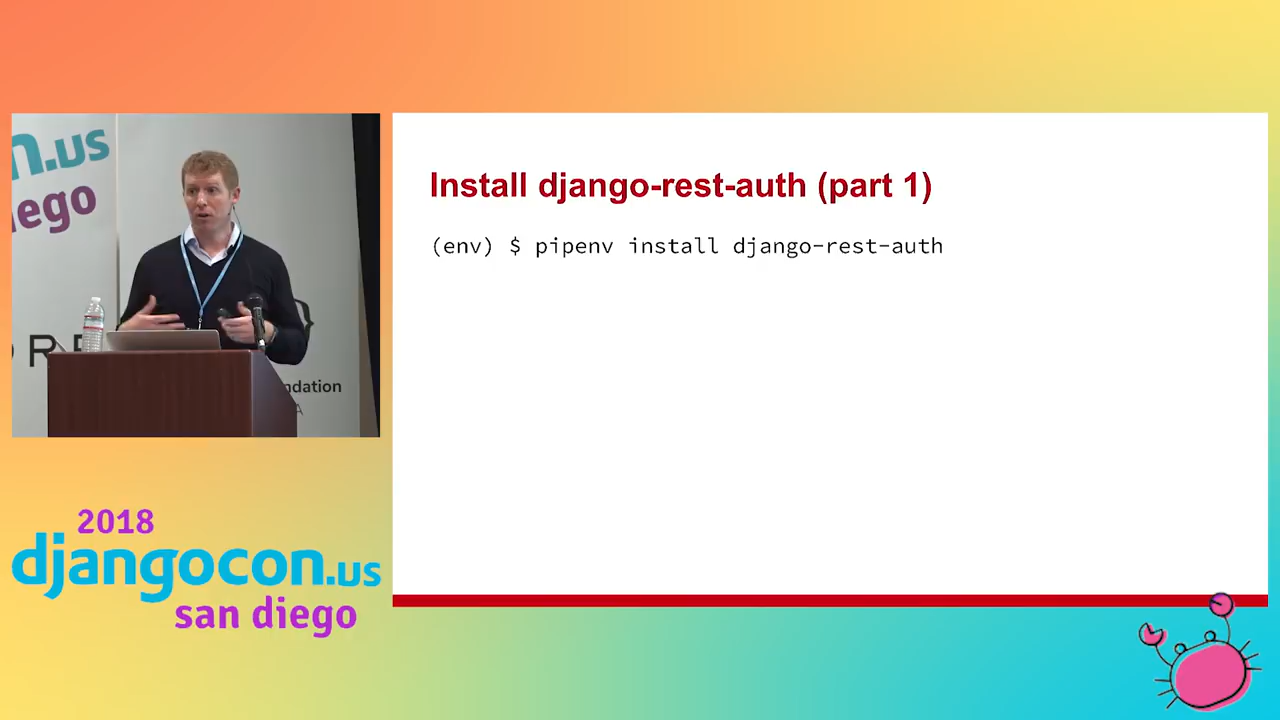 n.us
iego
ORE
}
ndation
A
2018
djangocon.us
san diego
Install django-rest-auth (part 1)
(env) $ pipenv install django-rest-auth